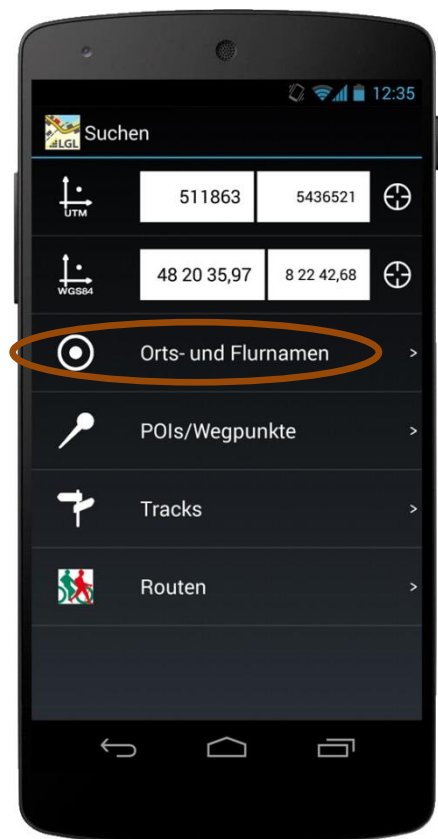 12:35
LGL Suchen
UTM 511863 5436521
WGS84 48 20 35,97 8 22 42,68
Orts- und Flurnamen >
POIs/Wegpunkte >
Tracks >
Routen >